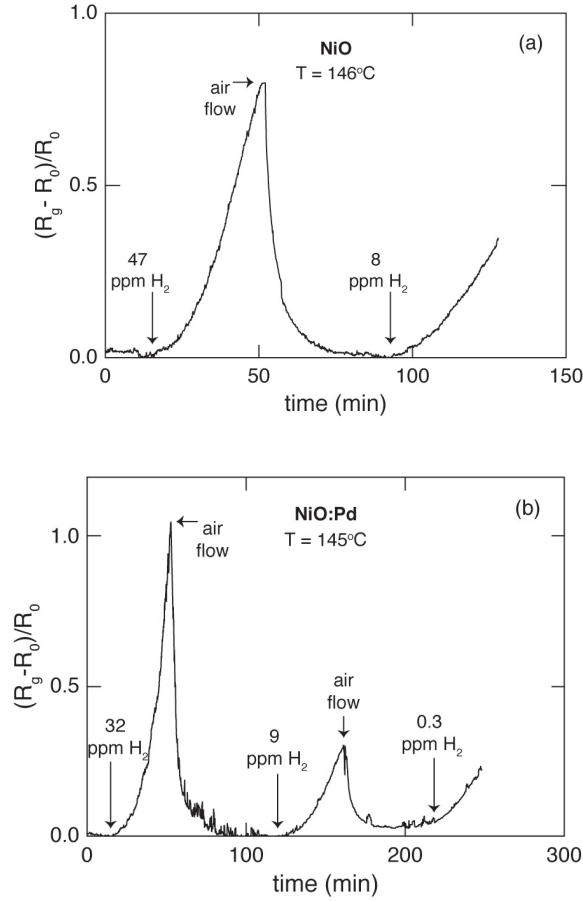 1.0
(a)
NiO
T = 146°C
air
flow
(R_g - R_0)/R_0
0.5
47
ppm H_2
8
ppm H_2
0.0
0
50
100
150
time (min)
(b)
NiO:Pd
T = 145°C
air
flow
1.0
(R_g-R_0)/R_0
air
flow
0.5
32
ppm H_2
9
ppm H_2
0.3
ppm H_2
0.0
0
100
200
300
time (min)